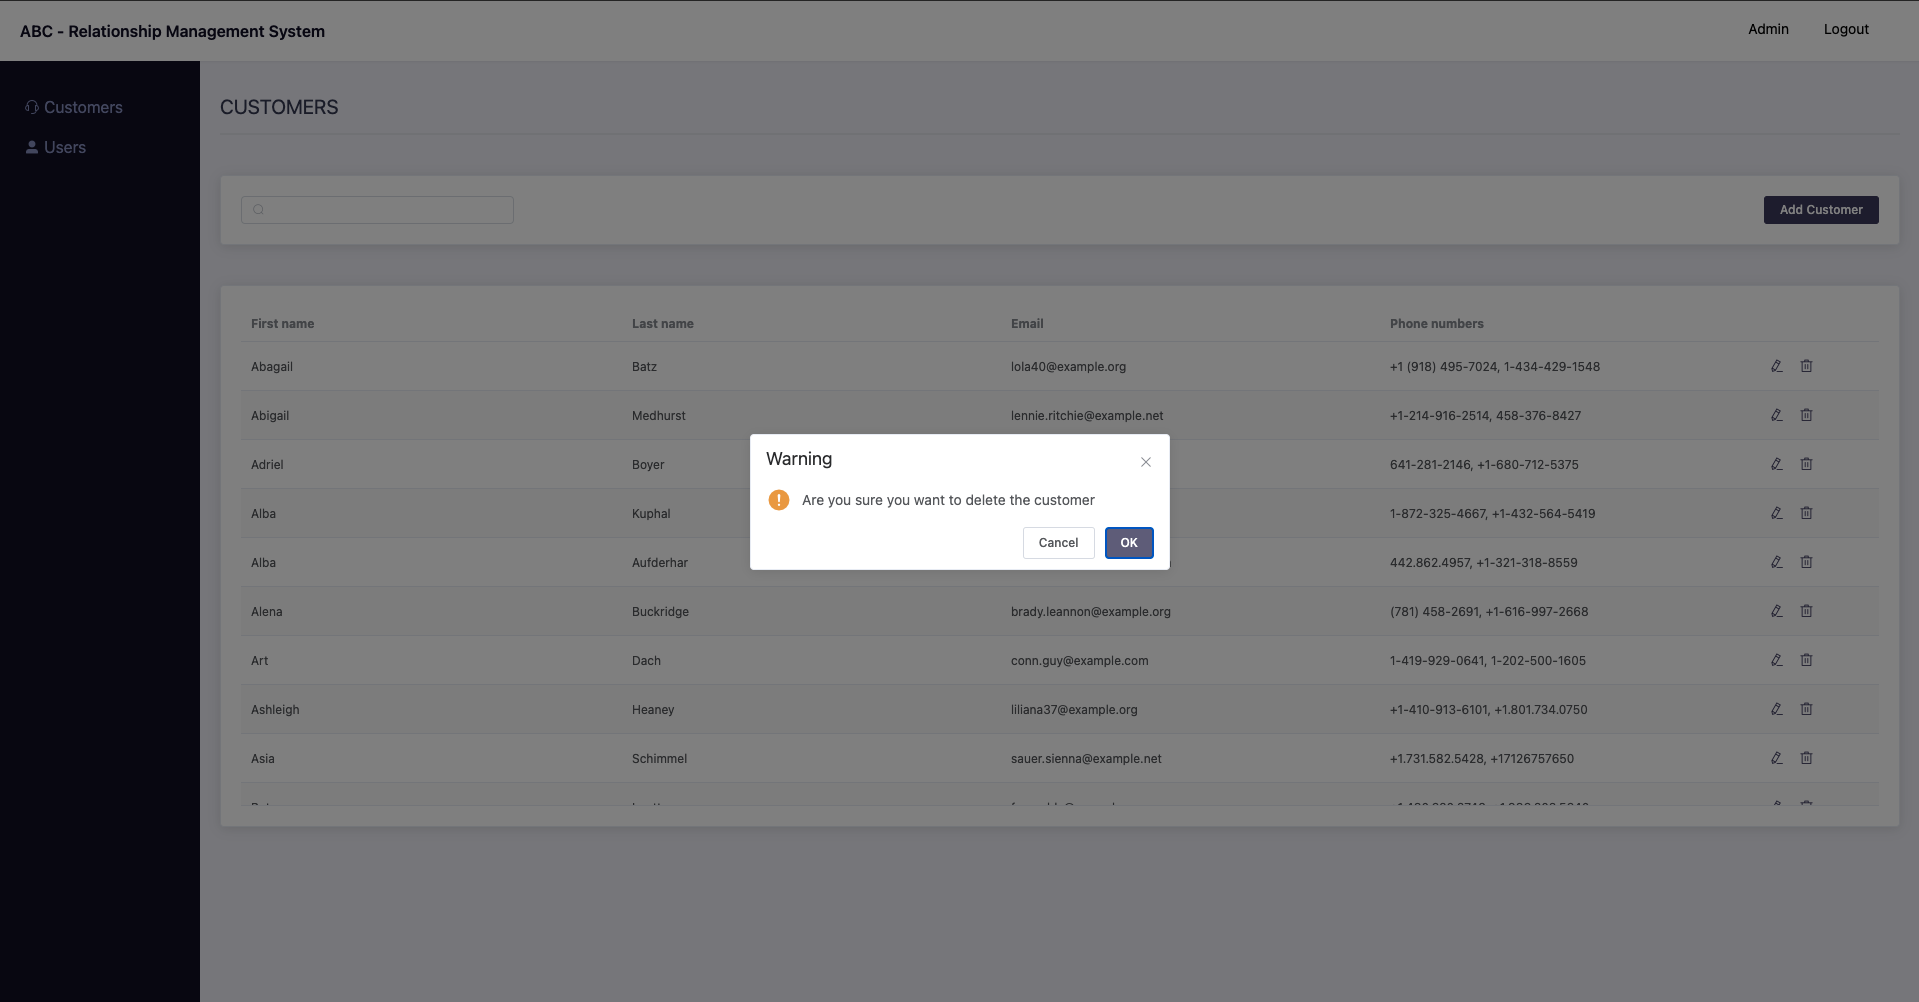 ABC - Relationship Management System
Admin
Logout
Customers
Users
CUSTOMERS
Add Customer
First name Last name Email Phone numbers
Abagail Batz lola40@example.org +1 (918) 495-7024, 1-434-429-1548
Abigail Medhurst lennie.ritchie@example.net +1-214-916-2514, 458-376-8427
Adriel Boyer 641-281-2146, +1-680-712-5375
Alba Kuphal 1-872-325-4667, +1-432-564-5419
Alba Aufderhar 442.862.4957, +1-321-318-8559
Alena Buckridge brady.leannon@example.org (781) 458-2691, +1-616-997-2668
Art Dach conn.guy@example.com 1-419-929-0641, 1-202-500-1605
Ashleigh Heaney liliana37@example.org +1-410-913-6101, +1.801.734.0750
Asia Schimmel sauer.sienna@example.net +1.731.582.5428, +17126757650
Warning
Are you sure you want to delete the customer
Cancel
OK